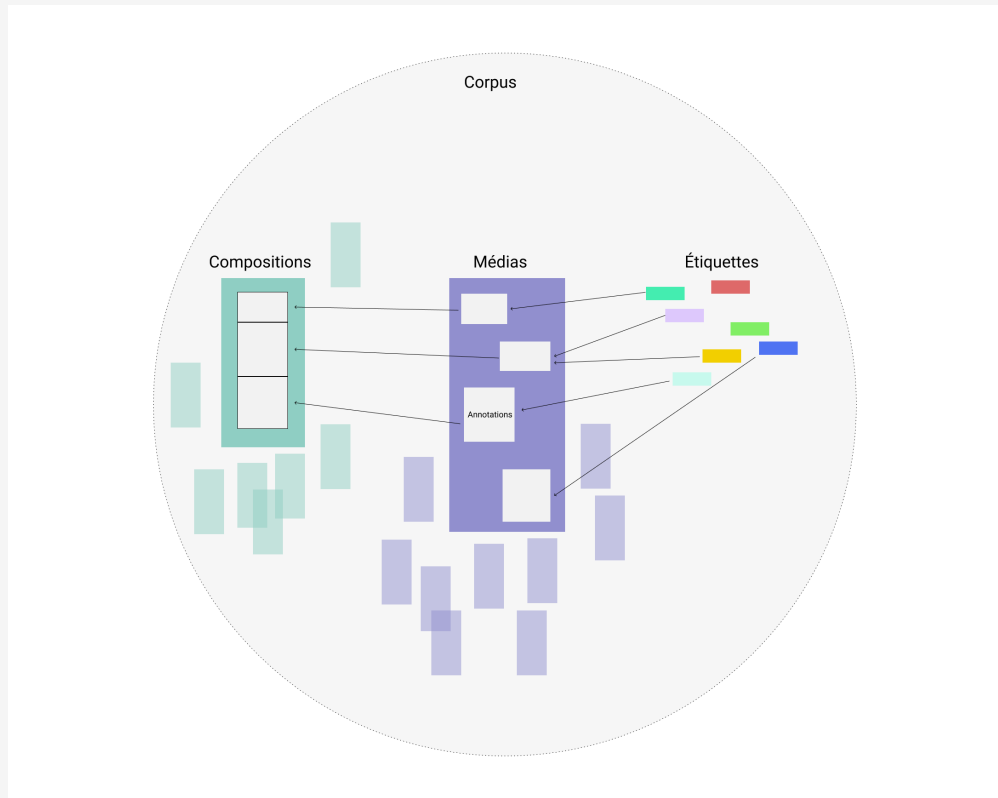 Corpus
Compositions
Médias
Étiquettes
Annotations